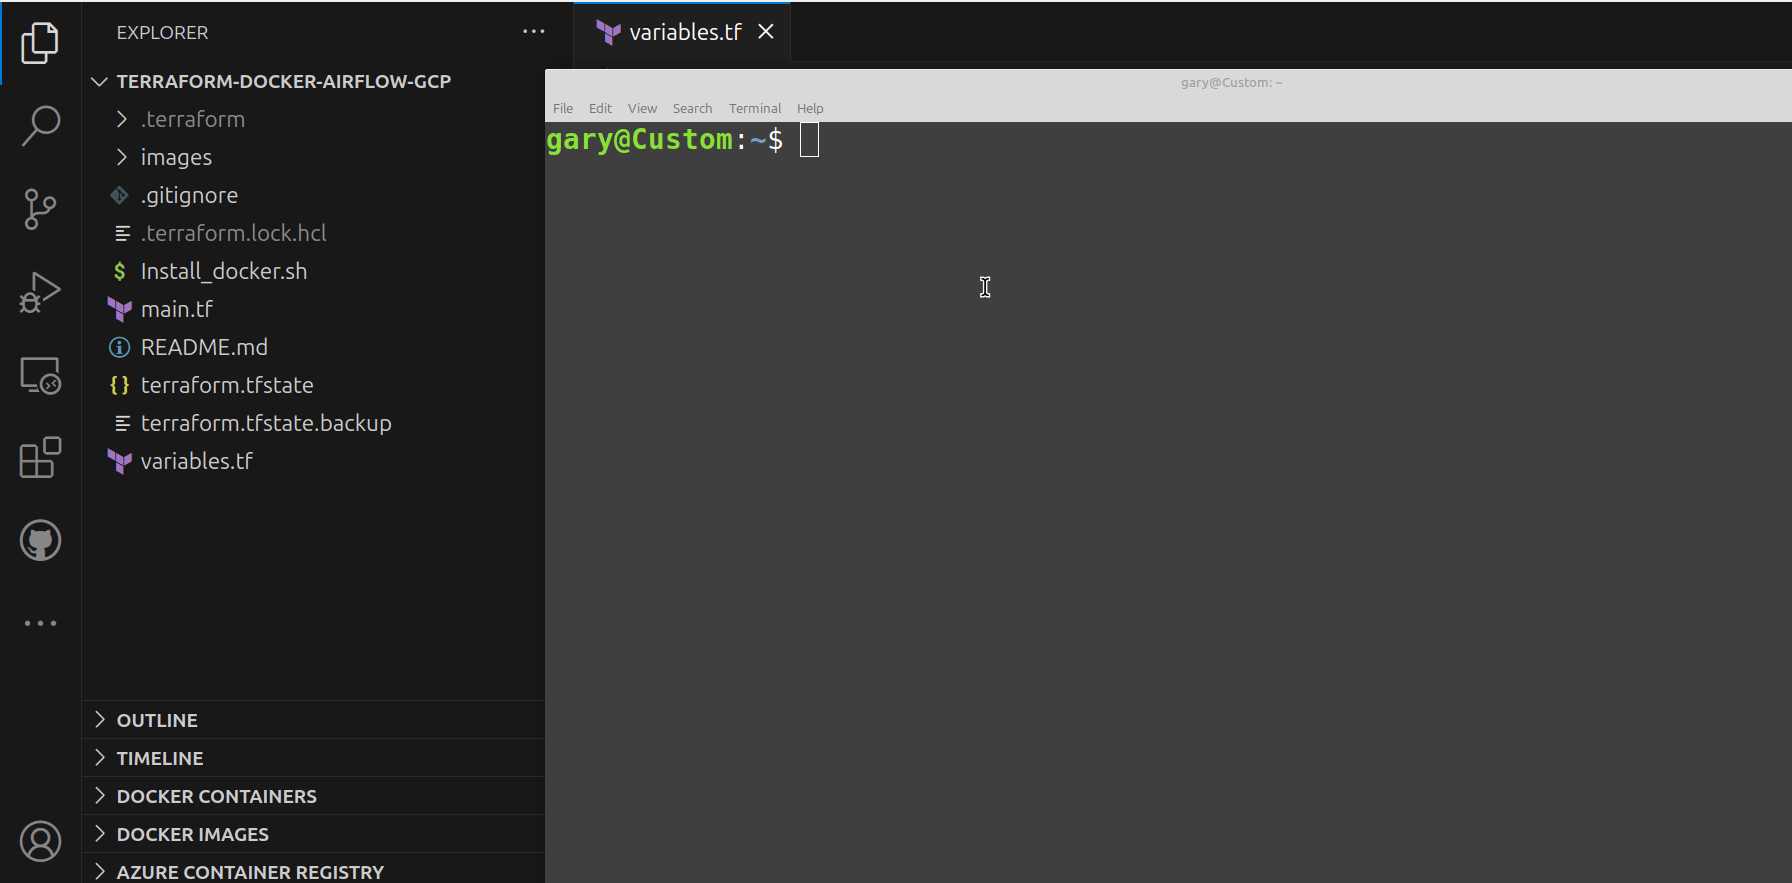 EXPLORER
variables.tf
TERRAFORM-DOCKER-AIRFLOW-GCP
.terraform
images
.gitignore
.terraform.lock.hcl
$ Install_docker.sh
main.tf
README.md
{} terraform.tfstate
terraform.tfstate.backup
variables.tf
OUTLINE
TIMELINE
DOCKER CONTAINERS
DOCKER IMAGES
AZURE CONTAINER REGISTRY
gary@Custom: ~
File Edit View Search Terminal Help
gary@Custom:~$